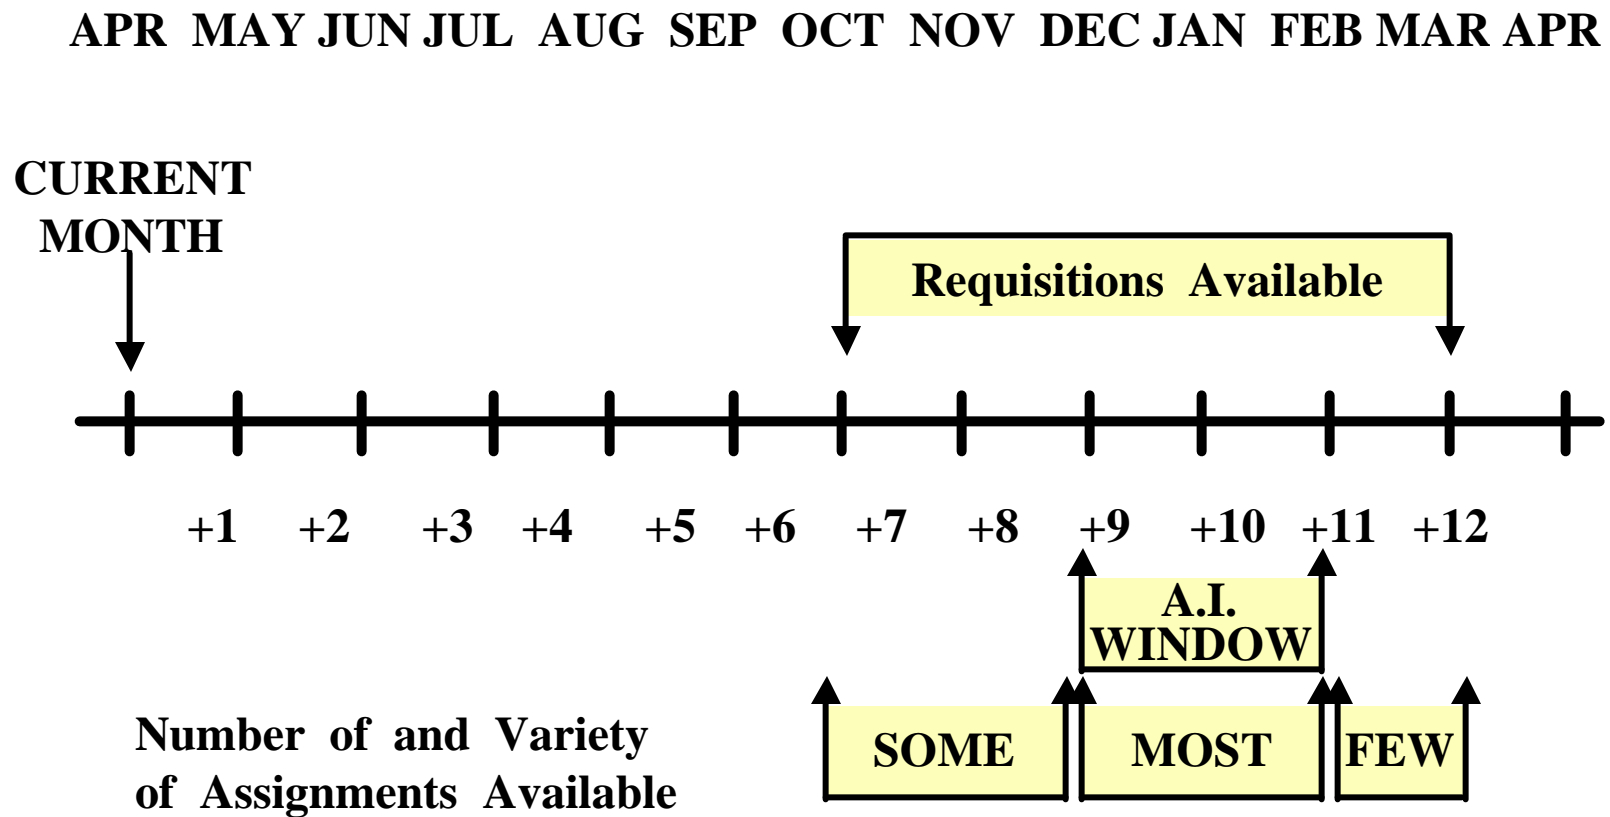 APR MAY JUN JUL AUG SEP OCT NOV DEC JAN FEB MAR APR
CURRENT
MONTH
Requisitions Available
+1 +2 +3 +4 +5 +6 +7 +8 +9 +10 +11 +12
A.I.
WINDOW
Number of and Variety
of Assignments Available
SOME MOST FEW